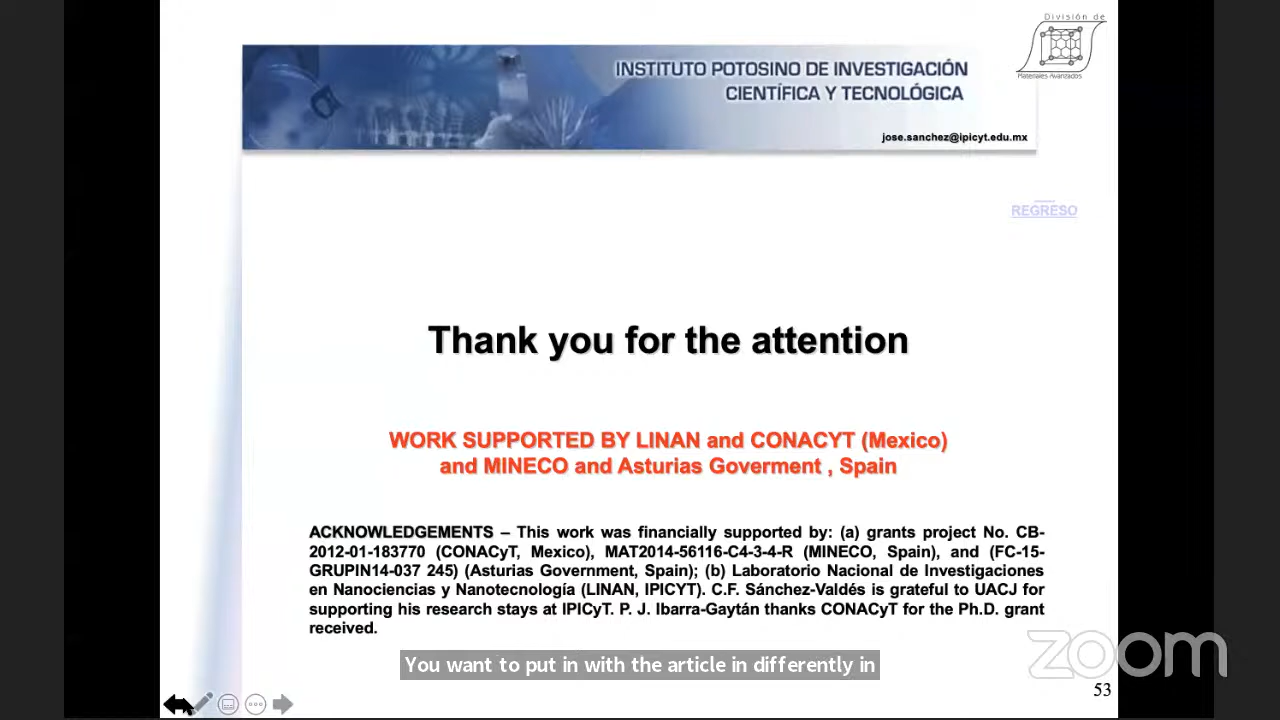 División de
Materiales Avanzados
INSTITUTO POTOSINO DE INVESTIGACIÓN
CIENTÍFICA Y TECNOLÓGICA
jose.sanchez@ipicyt.edu.mx
REGRESO
Thank you for the attention
WORK SUPPORTED BY LINAN and CONACYT (Mexico)
and MINECO and Asturias Goverment , Spain
ACKNOWLEDGEMENTS – This work was financially supported by: (a) grants project No. CB-
2012-01-183770 (CONACyT, Mexico), MAT2014-56116-C4-3-4-R (MINECO, Spain), and (FC-15-
GRUPIN14-037 245) (Asturias Government, Spain); (b) Laboratorio Nacional de Investigaciones
en Nanociencias y Nanotecnología (LINAN, IPICYT). C.F. Sánchez-Valdés is grateful to UACJ for
supporting his research stays at IPICyT. P. J. Ibarra-Gaytán thanks CONACyT for the Ph.D. grant
received.
You want to put in with the article in differently in
zoom
53